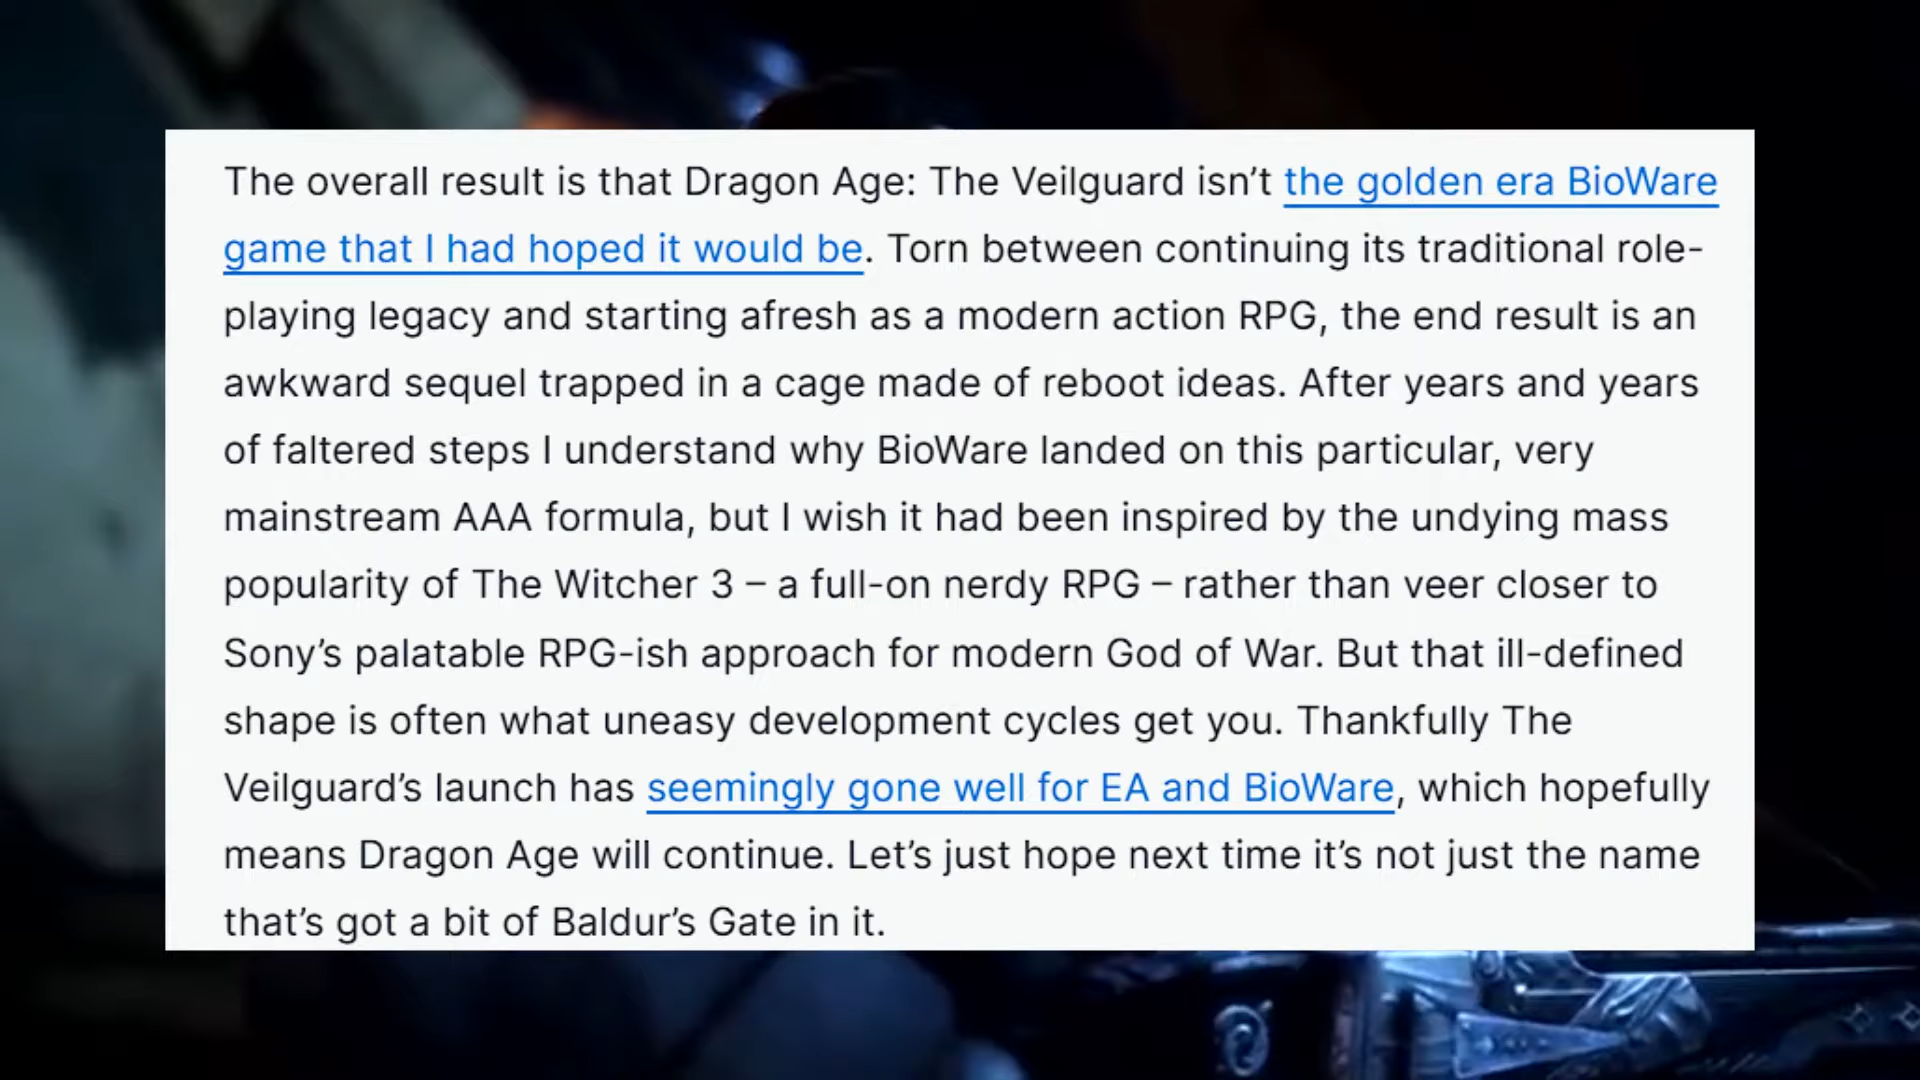 The overall result is that Dragon Age: The Veilguard isn’t the golden era BioWare
game that I had hoped it would be. Torn between continuing its traditional role-
playing legacy and starting afresh as a modern action RPG, the end result is an
awkward sequel trapped in a cage made of reboot ideas. After years and years
of faltered steps I understand why BioWare landed on this particular, very
mainstream AAA formula, but I wish it had been inspired by the undying mass
popularity of The Witcher 3 – a full-on nerdy RPG – rather than veer closer to
Sony’s palatable RPG-ish approach for modern God of War. But that ill-defined
shape is often what uneasy development cycles get you. Thankfully The
Veilguard’s launch has seemingly gone well for EA and BioWare, which hopefully
means Dragon Age will continue. Let’s just hope next time it’s not just the name
that’s got a bit of Baldur’s Gate in it.